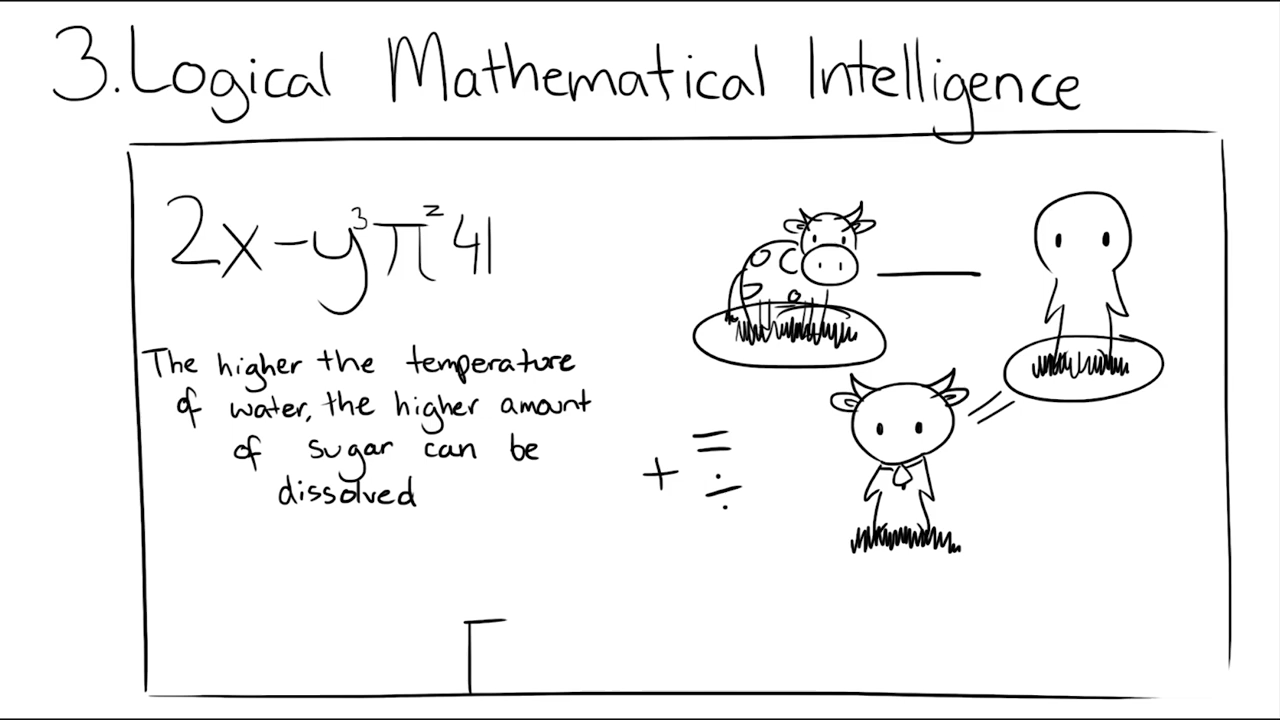 3. Logical Mathematical Intelligence
2x-y³π²41
The higher the temperature
of water, the higher amount
of sugar can be
dissolved
=
+ ÷